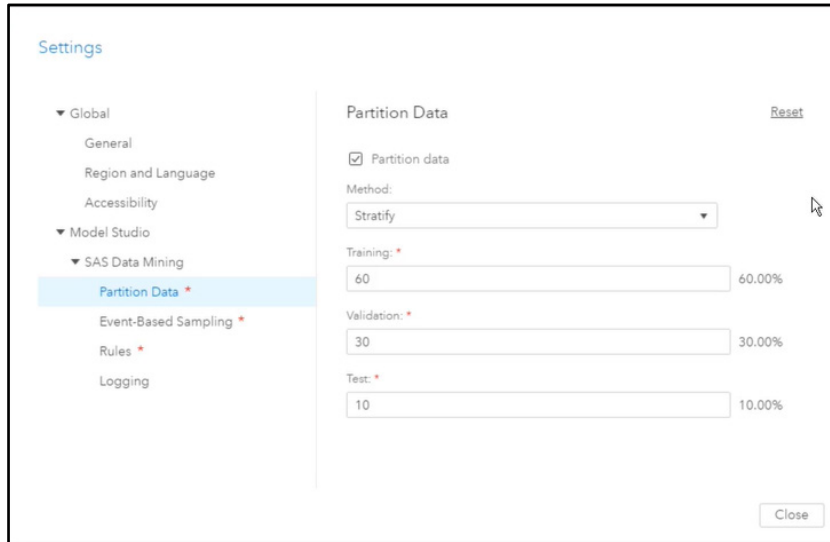 Settings
Global
General
Region and Language
Accessibility
Model Studio
SAS Data Mining
Partition Data *
Event-Based Sampling *
Rules *
Logging
Partition Data
Reset
Partition data
Method:
Stratify
Training: *
60
60.00%
Validation: *
30
30.00%
Test: *
10
10.00%
Close